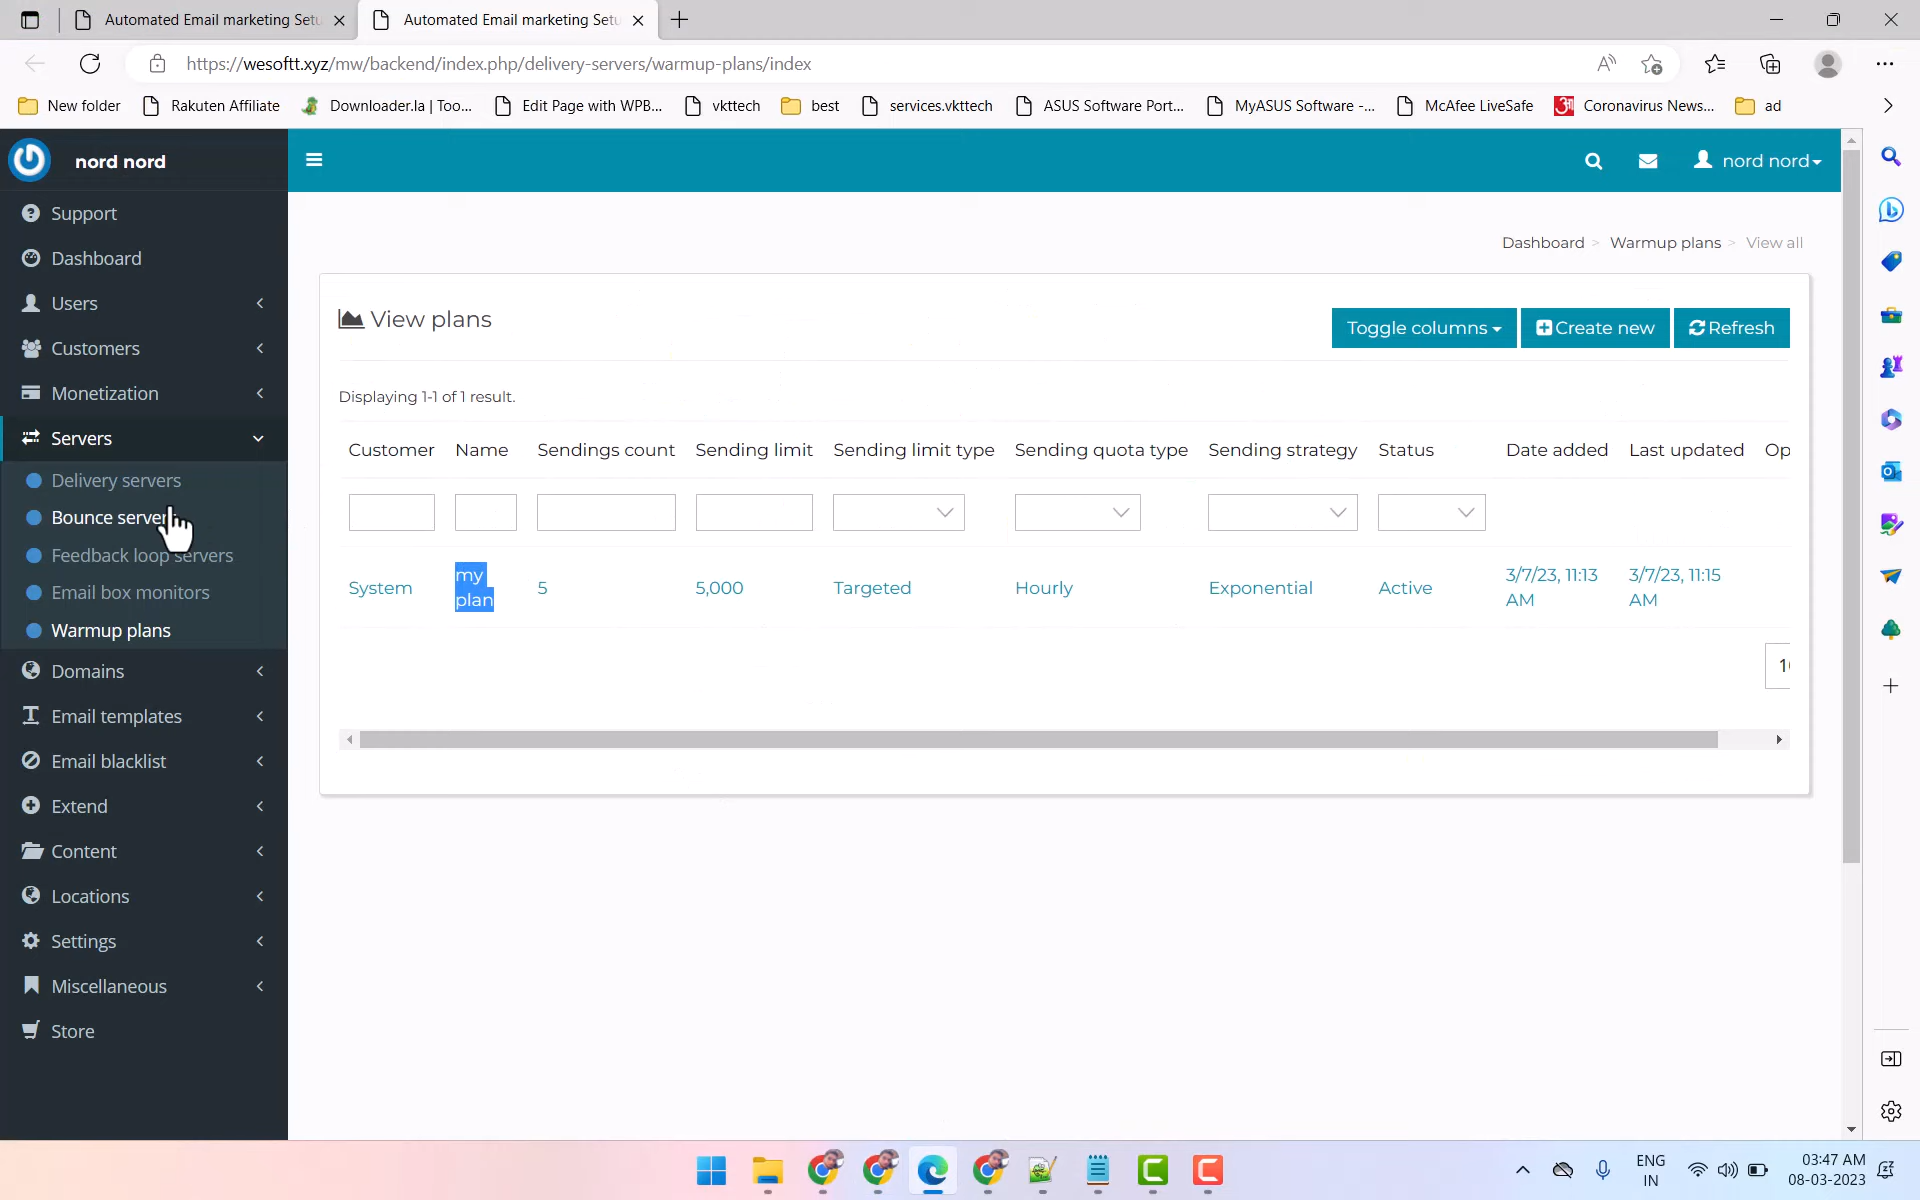 Automated Email marketing Setu
Automated Email marketing Setu
https://wesoftt.xyz/mw/backend/index.php/delivery-servers/warmup-plans/index
New folder
Rakuten Affiliate
Downloader.la | Too...
Edit Page with WPB...
vkttech
best
services.vkttech
ASUS Software Port...
MyASUS Software -...
McAfee LiveSafe
Coronavirus News...
ad
nord nord
nord nord
Support
Dashboard
Users
Customers
Monetization
Servers
Delivery servers
Bounce server
Feedback loop servers
Email box monitors
Warmup plans
Domains
Email templates
Email blacklist
Extend
Content
Locations
Settings
Miscellaneous
Store
Dashboard > Warmup plans > View all
View plans
Toggle columns
Create new
Refresh
Displaying 1-1 of 1 result.
Customer Name Sendings count Sending limit Sending limit type Sending quota type Sending strategy Status Date added Last updated Op
System my plan 5 5,000 Targeted Hourly Exponential Active 3/7/23, 11:13 AM 3/7/23, 11:15 AM
ENG
IN
03:47 AM
08-03-2023